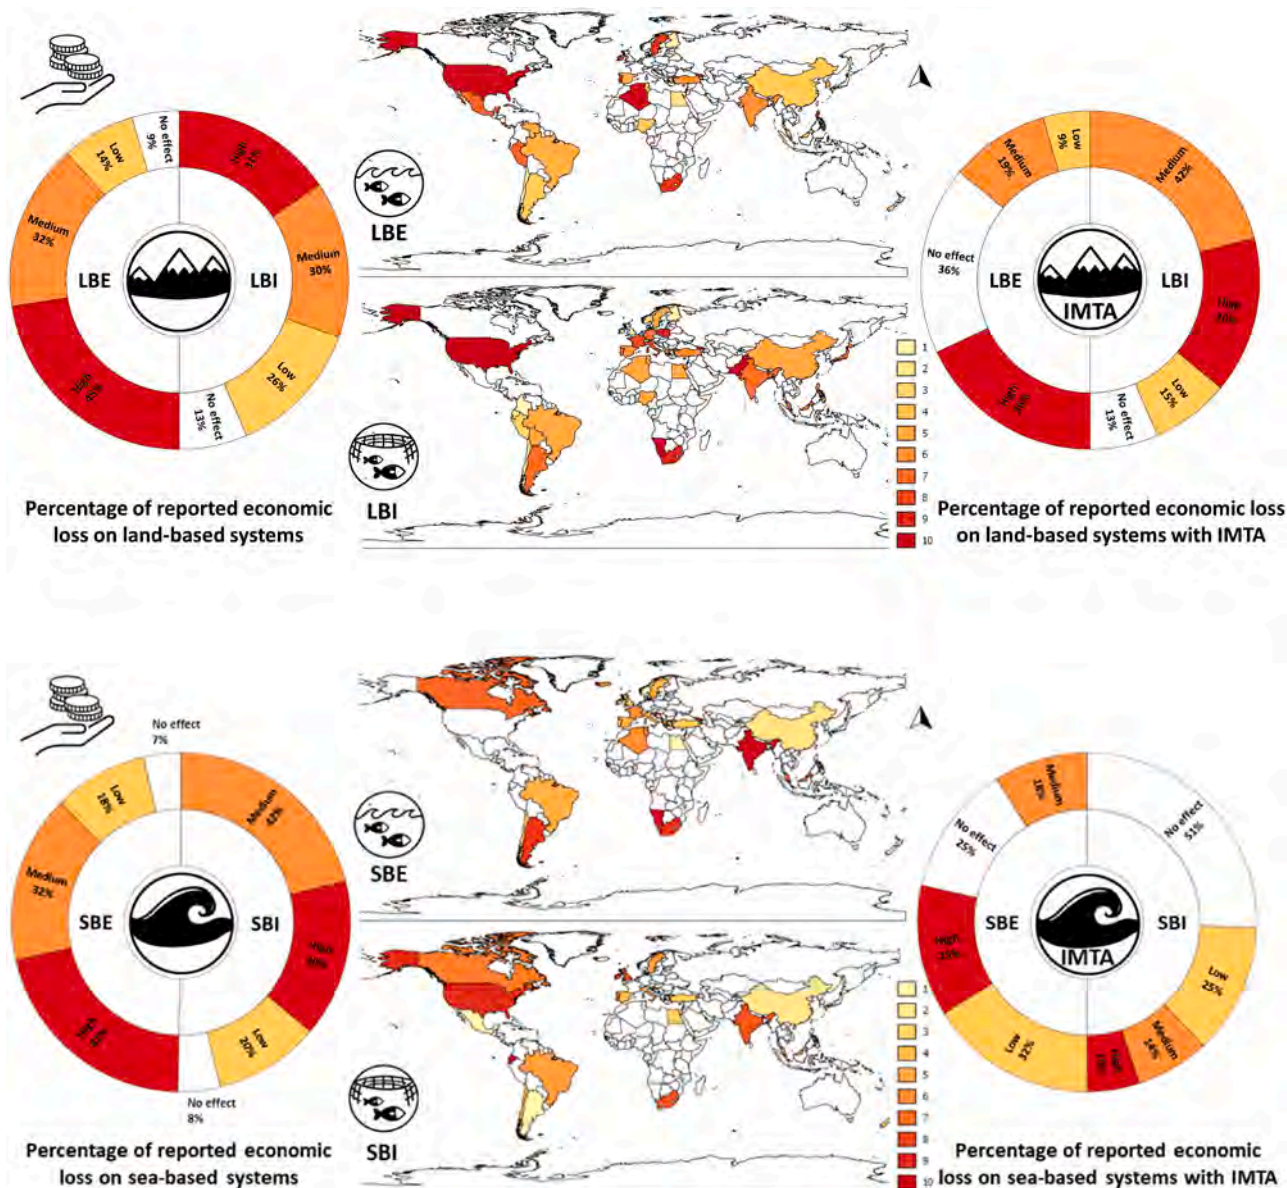 No effect
9%
Low
14%
Medium
32%
High
LBE
LBI
High
31%
Medium
30%
Low
26%
No effect
13%
Percentage of reported economic
loss on land-based systems
LBE
LBI
1
2
3
4
5
6
7
8
9
10
Low
9%
Medium
19%
No effect
36%
High
LBE
LBI
IMTA
Medium
42%
High
Low
15%
No effect
13%
Percentage of reported economic loss
on land-based systems with IMTA
No effect
7%
Low
18%
Medium
32%
High
SBE
SBI
Medium
42%
High
Low
20%
No effect
8%
Percentage of reported economic
loss on sea-based systems
SBE
SBI
1
2
3
4
5
6
7
8
9
10
Medium
18%
No effect
25%
High
Low
32%
SBE
SBI
IMTA
No effect
51%
Low
25%
Medium
14%
High
Percentage of reported economic
loss on sea-based systems with IMTA